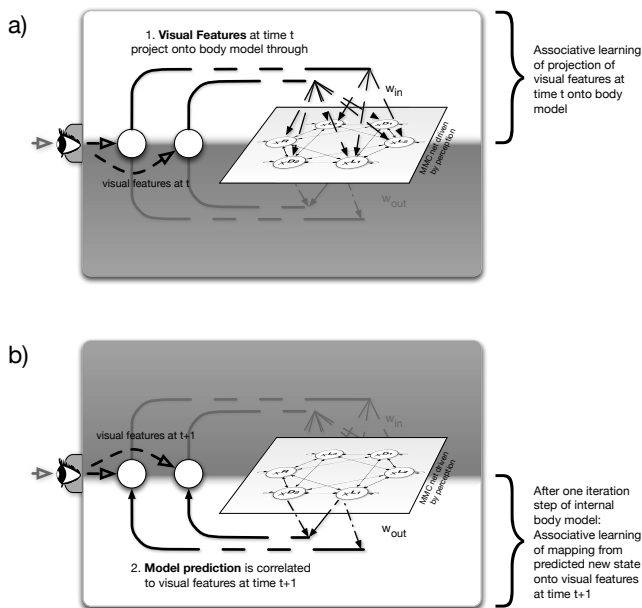 a)
1. Visual Features at time t
project onto body model through
w_in
MMC net driven
by perception
visual features at t
w_out
Associative learning
of projection of
visual features at
time t onto body
model
b)
visual features at t+1
w_in
MMC net driven
by perception
w_out
2. Model prediction is correlated
to visual features at time t+1
After one iteration
step of internal
body model:
Associative learning
of mapping from
predicted new state
onto visual features
at time t+1